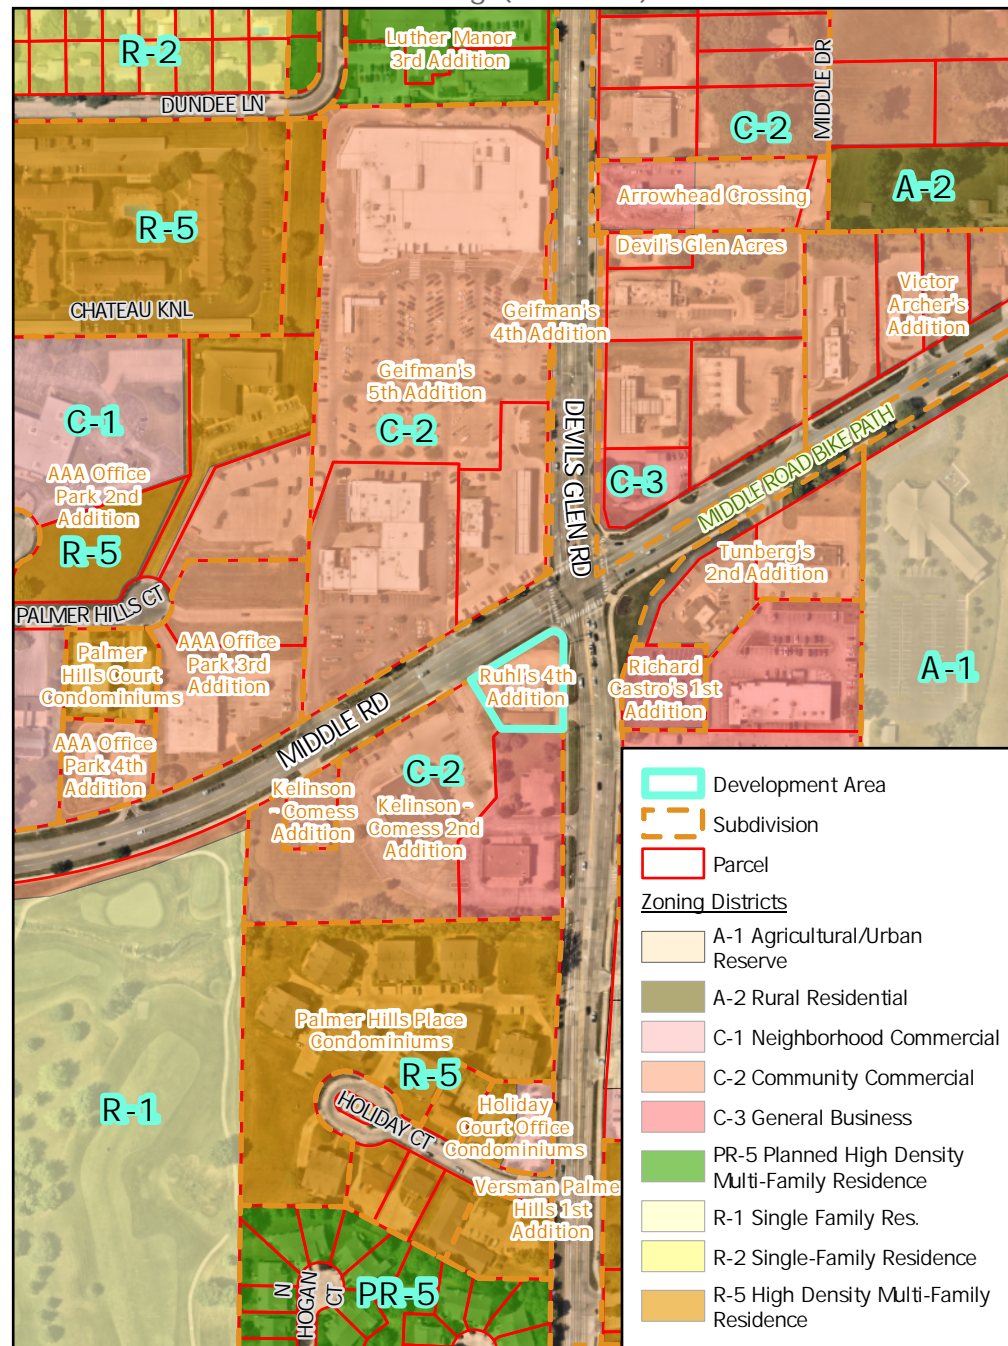 R-2
Luther Manor
3rd Addition
DUNDEE LN
MIDDLE DR
C-2
A-2
Arrowhead Crossing
R-5
Devil's Glen Acres
CHATEAU KNL
Geifman's
4th Addition
Victor
Archer's
Addition
Geifman's
5th Addition
C-2
C-1
DEVILS GLEN RD
MIDDLE ROAD BIKE PATH
AAA Office
Park 2nd
Addition
C-3
R-5
Tunberg's
2nd Addition
PALMER HILLS CT
Palmer
Hills Court
Condominiums
AAA Office
Park 3rd
Addition
Ruhl's 4th
Addition
Richard
Castro's 1st
Addition
A-1
MIDDLE RD
AAA Office
Park 4th
Addition
C-2
Kelinson
- Comess
Addition
Kelinson -
Comess 2nd
Addition
Palmer Hills Place
Condominiums
R-5
R-1
HOLIDAY CT
Holiday
Court Office
Condominiums
Versman Palme
Hills 1st
Addition
N
HOGAN
CT
PR-5
Development Area
Subdivision
Parcel
Zoning Districts
A-1 Agricultural/Urban
Reserve
A-2 Rural Residential
C-1 Neighborhood Commercial
C-2 Community Commercial
C-3 General Business
PR-5 Planned High Density
Multi-Family Residence
R-1 Single Family Res.
R-2 Single-Family Residence
R-5 High Density Multi-Family
Residence